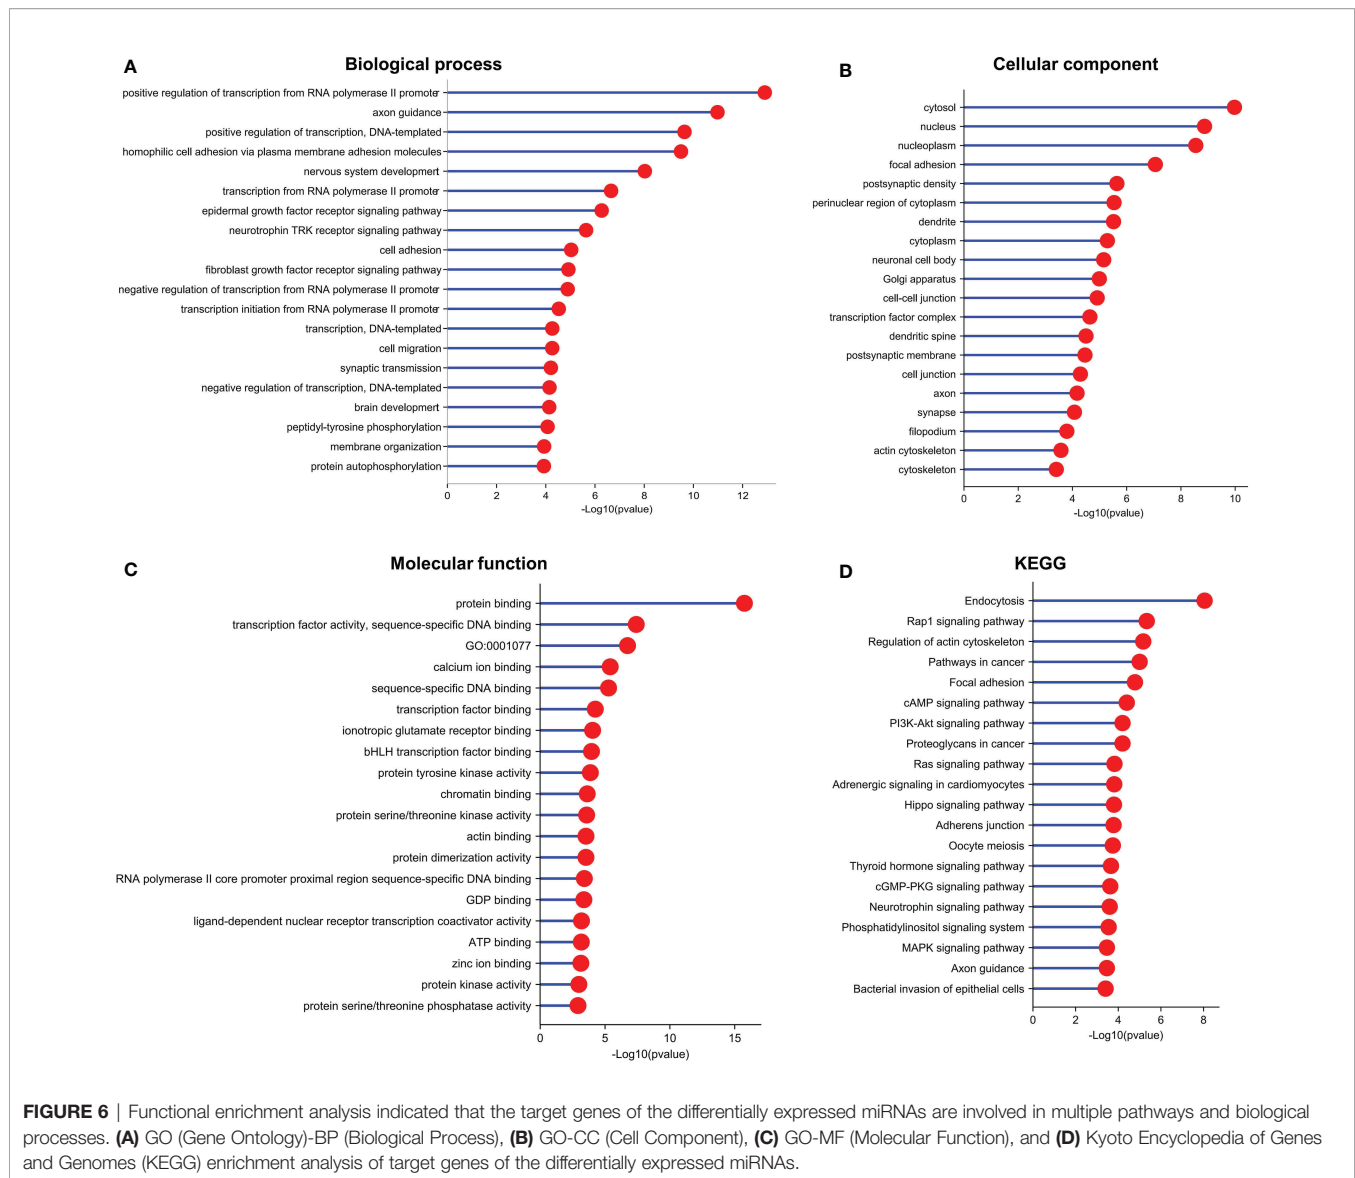 A
Biological process
positive regulation of transcription from RNA polymerase II promoter
axon guidance
positive regulation of transcription, DNA-templated
homophilic cell adhesion via plasma membrane adhesion molecules
nervous system development
transcription from RNA polymerase II promoter
epidermal growth factor receptor signaling pathway
neurotrophin TRK receptor signaling pathway
cell adhesion
fibroblast growth factor receptor signaling pathway
negative regulation of transcription from RNA polymerase II promoter
transcription initiation from RNA polymerase II promoter
transcription, DNA-templated
cell migration
synaptic transmission
negative regulation of transcription, DNA-templated
brain development
peptidyl-tyrosine phosphorylation
membrane organization
protein autophosphorylation
0 2 4 6 8 10 12
-Log10(pvalue)
B
Cellular component
cytosol
nucleus
nucleoplasm
focal adhesion
postsynaptic density
perinuclear region of cytoplasm
dendrite
cytoplasm
neuronal cell body
Golgi apparatus
cell-cell junction
transcription factor complex
dendritic spine
postsynaptic membrane
cell junction
axon
synapse
filopodium
actin cytoskeleton
cytoskeleton
0 2 4 6 8 10
-Log10(pvalue)
C
Molecular function
protein binding
transcription factor activity, sequence-specific DNA binding
GO:0001077
calcium ion binding
sequence-specific DNA binding
transcription factor binding
ionotropic glutamate receptor binding
bHLH transcription factor binding
protein tyrosine kinase activity
chromatin binding
protein serine/threonine kinase activity
actin binding
protein dimerization activity
RNA polymerase II core promoter proximal region sequence-specific DNA binding
GDP binding
ligand-dependent nuclear receptor transcription coactivator activity
ATP binding
zinc ion binding
protein kinase activity
protein serine/threonine phosphatase activity
0 5 10 15
-Log10(pvalue)
D
KEGG
Endocytosis
Rap1 signaling pathway
Regulation of actin cytoskeleton
Pathways in cancer
Focal adhesion
cAMP signaling pathway
PI3K-Akt signaling pathway
Proteoglycans in cancer
Ras signaling pathway
Adrenergic signaling in cardiomyocytes
Hippo signaling pathway
Adherens junction
Oocyte meiosis
Thyroid hormone signaling pathway
cGMP-PKG signaling pathway
Neurotrophin signaling pathway
Phosphatidylinositol signaling system
MAPK signaling pathway
Axon guidance
Bacterial invasion of epithelial cells
0 2 4 6 8
-Log10(pvalue)
FIGURE 6 | Functional enrichment analysis indicated that the target genes of the differentially expressed miRNAs are involved in multiple pathways and biological
processes. (A) GO (Gene Ontology)-BP (Biological Process), (B) GO-CC (Cell Component), (C) GO-MF (Molecular Function), and (D) Kyoto Encyclopedia of Genes
and Genomes (KEGG) enrichment analysis of target genes of the differentially expressed miRNAs.